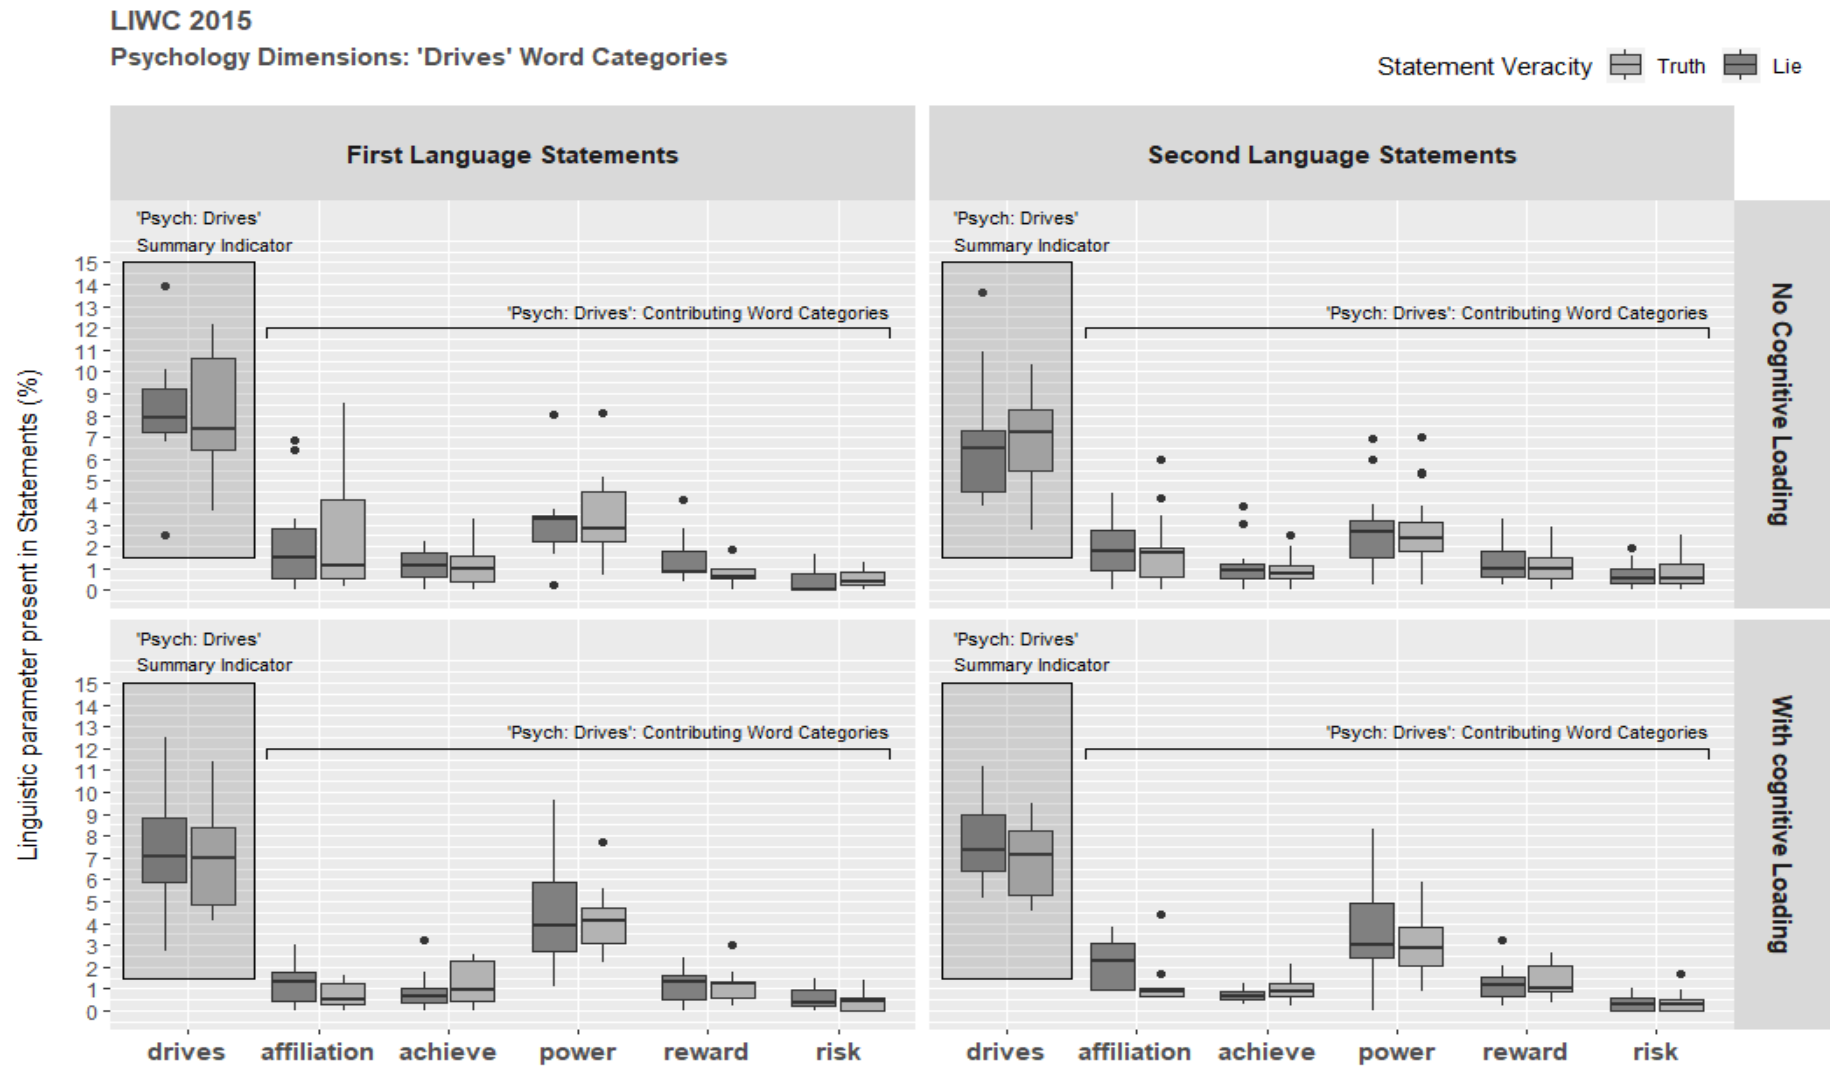 LIWC 2015
Psychology Dimensions: 'Drives' Word Categories
Statement Veracity Truth Lie
First Language Statements
Second Language Statements
Linguistic parameter present in Statements (%)
'Psych: Drives'
Summary Indicator
'Psych: Drives': Contributing Word Categories
15
14
13
12
11
10
9
8
7
6
5
4
3
2
1
0
'Psych: Drives'
Summary Indicator
'Psych: Drives': Contributing Word Categories
No Cognitive Loading
'Psych: Drives'
Summary Indicator
'Psych: Drives': Contributing Word Categories
15
14
13
12
11
10
9
8
7
6
5
4
3
2
1
0
'Psych: Drives'
Summary Indicator
'Psych: Drives': Contributing Word Categories
With cognitive Loading
drives affiliation achieve power reward risk
drives affiliation achieve power reward risk